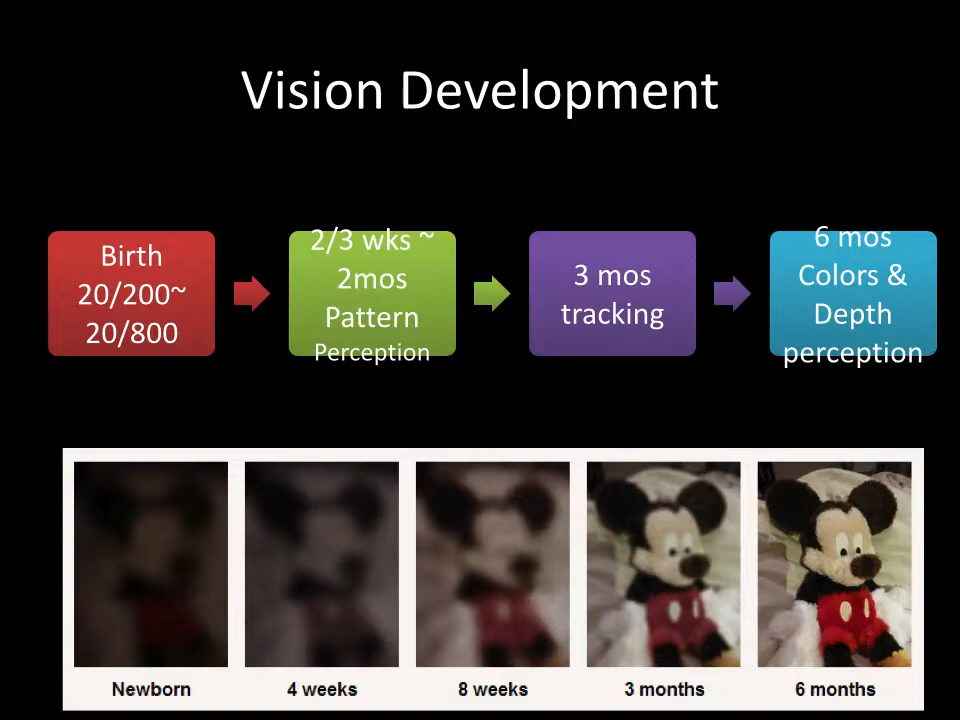 Vision Development
Birth
20/200~
20/800
2/3 wks ~
2mos
Pattern
Perception
3 mos
tracking
6 mos
Colors &
Depth
perception
Newborn
4 weeks
8 weeks
3 months
6 months